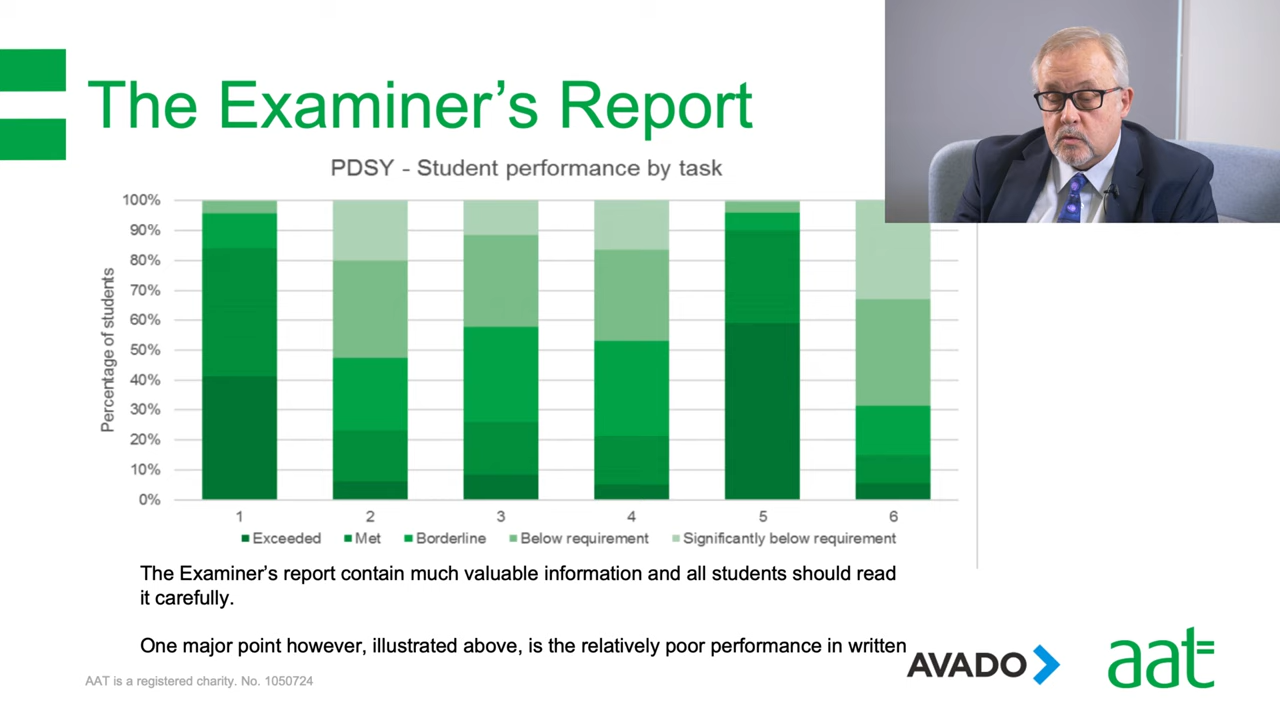 The Examiner’s Report
PDSY - Student performance by task
100%
90%
80%
70%
60%
50%
40%
30%
20%
10%
0%
Percentage of students
1 2 3 4 5 6
Exceeded Met Borderline Below requirement Significantly below requirement
The Examiner’s report contain much valuable information and all students should read
it carefully.
One major point however, illustrated above, is the relatively poor performance in written
AVADO
aat
AAT is a registered charity. No. 1050724